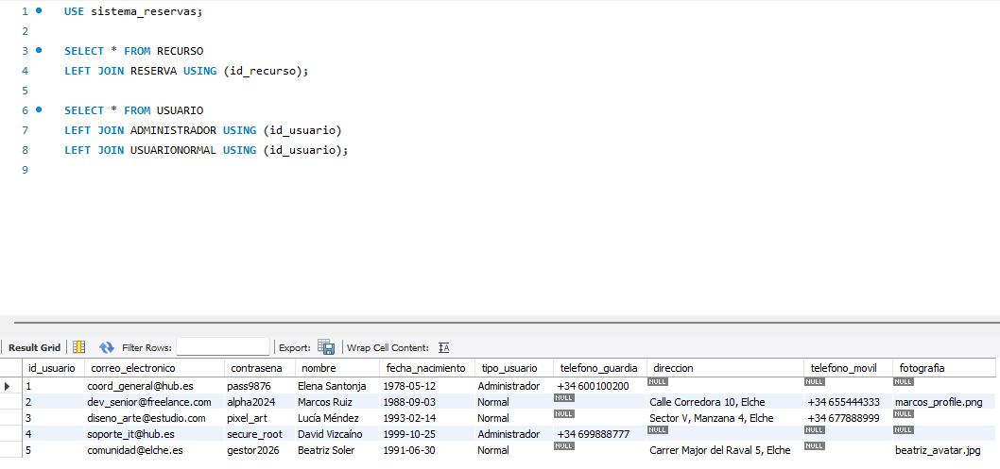 1 USE sistema_reservas;
2
3 SELECT * FROM RECURSO
4 LEFT JOIN RESERVA USING (id_recurso);
5
6 SELECT * FROM USUARIO
7 LEFT JOIN ADMINISTRADOR USING (id_usuario)
8 LEFT JOIN USUARIONORMAL USING (id_usuario);
9
Result Grid Filter Rows: Export: Wrap Cell Content: IA
id_usuario correo_electronico contrasena nombre fecha_nacimiento tipo_usuario telefono_guardia direccion telefono_movil fotografia
1 coord_general@hub.es pass9876 Elena Santonja 1978-05-12 Administrador +34 600100200 NULL NULL NULL
2 dev_senior@freelance.com alpha2024 Marcos Ruiz 1988-09-03 Normal NULL Calle Corredora 10, Elche +34 655444333 marcos_profile.png
3 diseno_arte@estudio.com pixel_art Lucía Méndez 1993-02-14 Normal NULL Sector V, Manzana 4, Elche +34 677888999 NULL
4 soporte_it@hub.es secure_root David Vizcaíno 1999-10-25 Administrador +34 699888777 NULL NULL NULL
5 comunidad@elche.es gestor2026 Beatriz Soler 1991-06-30 Normal NULL Carrer Major del Raval 5, Elche NULL beatriz_avatar.jpg